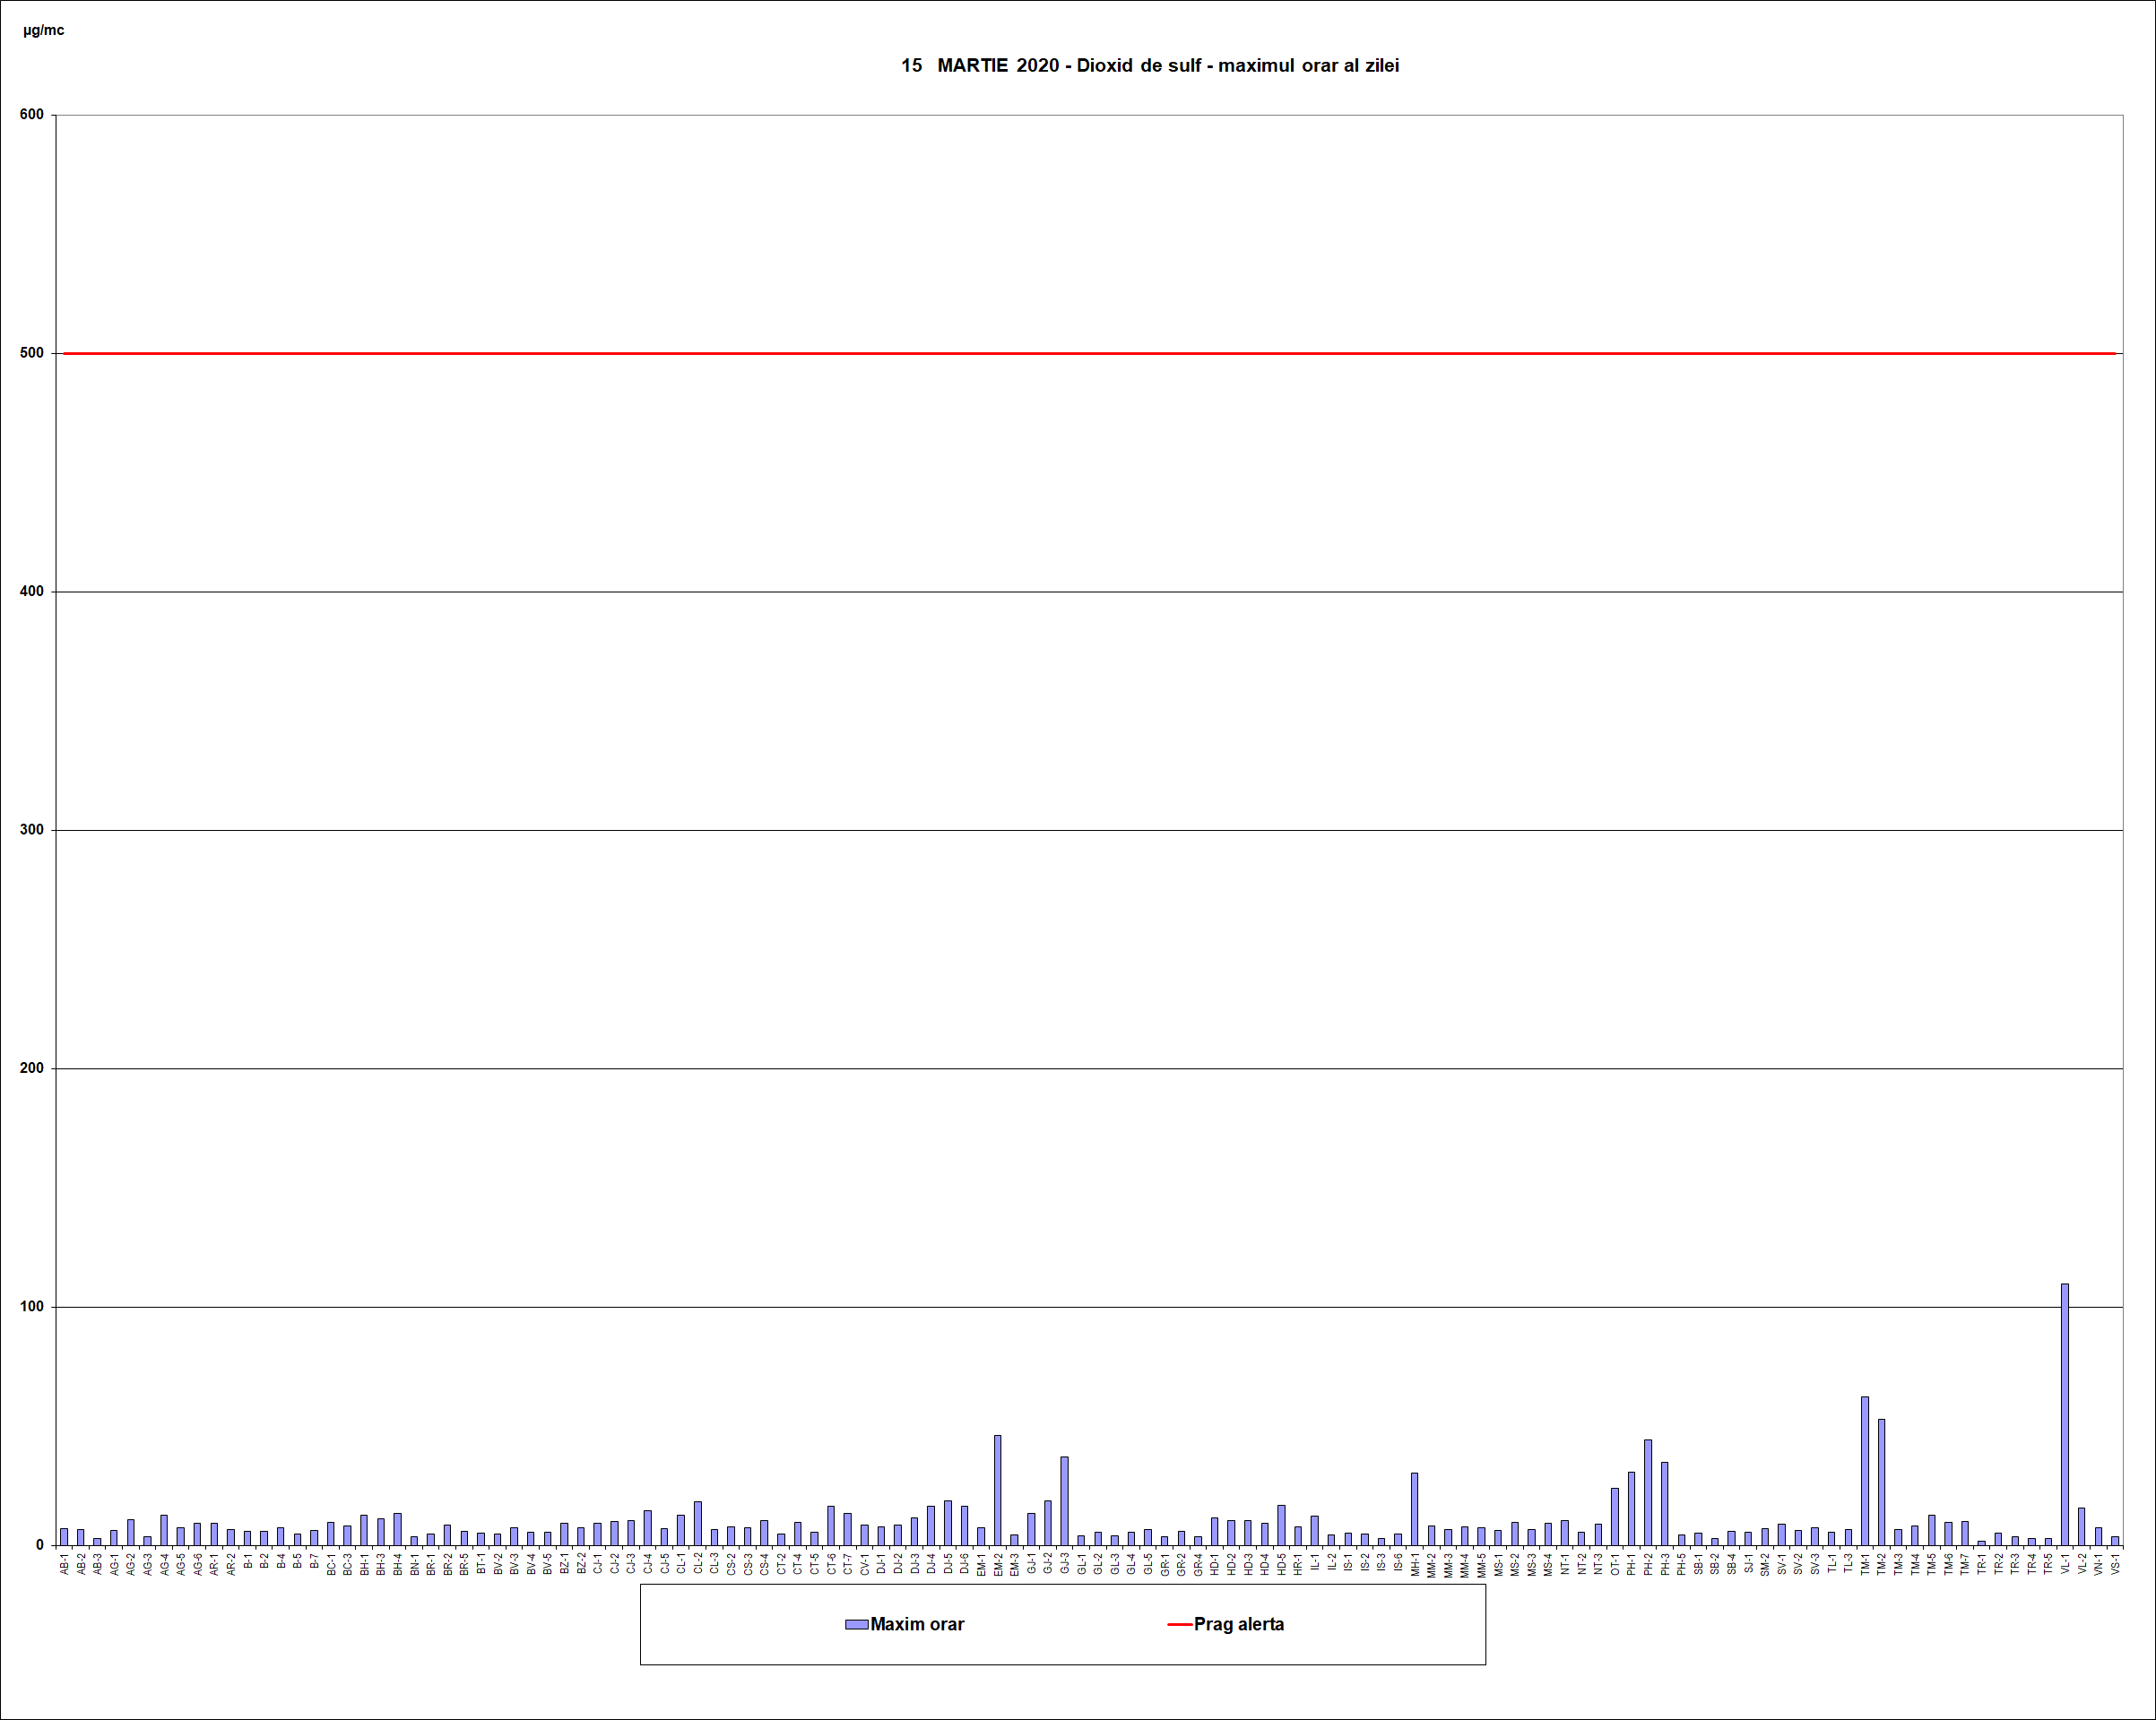 µg/mc
15 MARTIE 2020 - Dioxid de sulf - maximul orar al zilei
600
500
400
300
200
100
0
AB-1 AB-2 AB-3 AG-1 AG-2 AG-3 AG-4 AG-5 AG-6 AR-1 AR-2 B-1 B-2 B-4 B-5 B-7 BC-1 BC-3 BH-1 BH-3 BH-4 BN-1 BR-1 BR-2 BR-5 BT-1 BV-2 BV-3 BV-4 BV-5 BZ-1 BZ-2 CJ-1 CJ-2 CJ-3 CJ-4 CJ-5 CL-1 CL-2 CL-3 CS-2 CS-3 CS-4 CT-2 CT-4 CT-5 CT-6 CT-7 CV-1 DJ-1 DJ-2 DJ-3 DJ-4 DJ-5 DJ-6 EM-1 EM-2 EM-3 GJ-1 GJ-2 GJ-3 GL-1 GL-2 GL-3 GL-4 GL-5 GR-1 GR-2 GR-4 HD-1 HD-2 HD-3 HD-4 HD-5 HR-1 IL-1 IL-2 IS-1 IS-2 IS-3 IS-6 MH-1 MM-2 MM-3 MM-4 MM-5 MS-1 MS-2 MS-3 MS-4 NT-1 NT-2 NT-3 OT-1 PH-1 PH-2 PH-3 PH-5 SB-1 SB-2 SB-4 SJ-1 SM-2 SV-1 SV-2 SV-3 TL-1 TL-3 TM-1 TM-2 TM-3 TM-4 TM-5 TM-6 TM-7 TR-1 TR-2 TR-3 TR-4 TR-5 VL-1 VL-2 VN-1 VS-1
Maxim orar Prag alerta